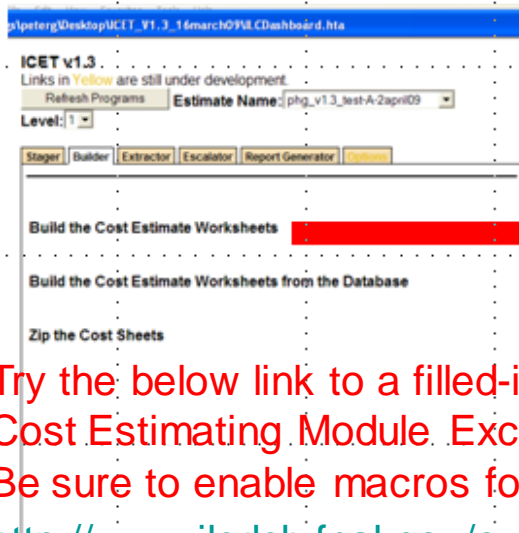 gs\peterg\Desktop\ICET_V1.3_16march09\ILCDashboard.hta
ICET v1.3
Links in Yellow are still under development.
Refresh Programs Estimate Name: phg_v1.3_test-A-2april09
Level: 1
Stager Builder Extractor Escalator Report Generator Options
Build the Cost Estimate Worksheets
Build the Cost Estimate Worksheets from the Database
Zip the Cost Sheets
Try the below link to a filled-i
Cost Estimating Module Exc
Be sure to enable macros fo